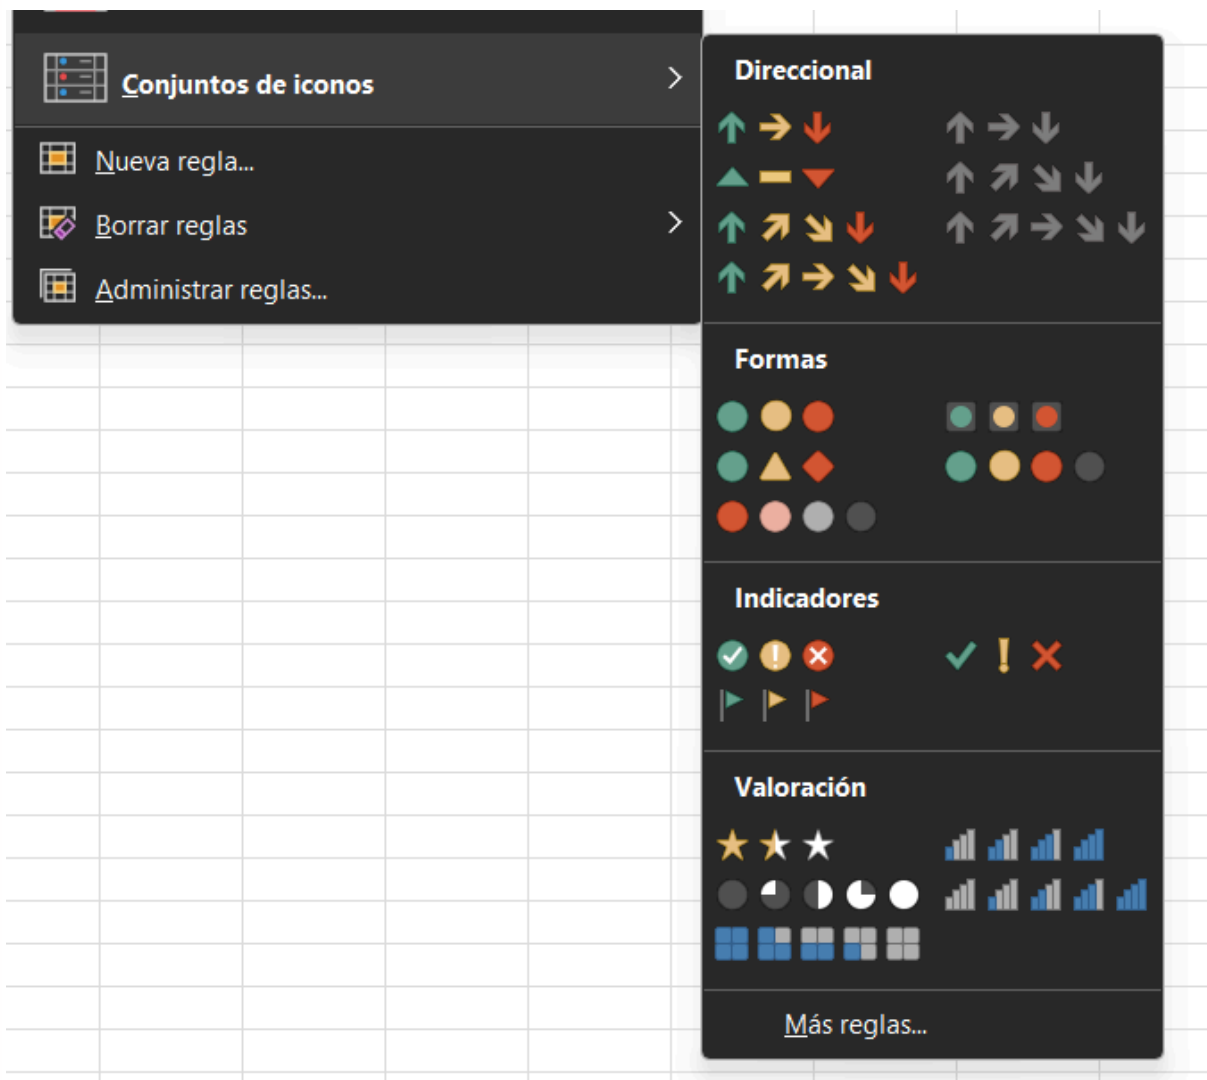 Conjuntos de iconos
Nueva regla...
Borrar reglas
Administrar reglas...
Direccional
Formas
Indicadores
Valoración
Más reglas...